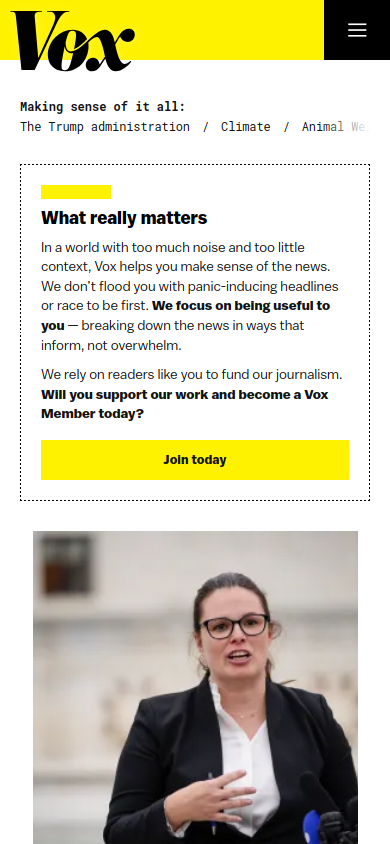 Vox
Making sense of it all:
The Trump administration / Climate / Animal We
What really matters
In a world with too much noise and too little
context, Vox helps you make sense of the news.
We don't flood you with panic-inducing headlines
or race to be first. We focus on being useful to
you — breaking down the news in ways that
inform, not overwhelm.
We rely on readers like you to fund our journalism.
Will you support our work and become a Vox
Member today?
Join today